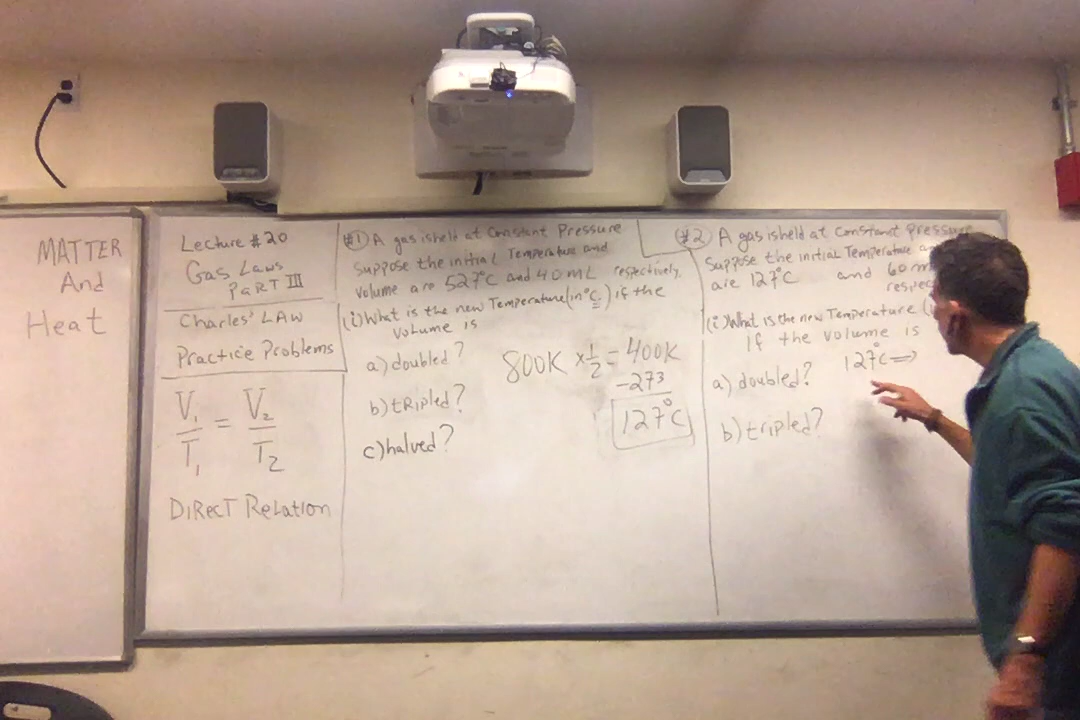 MATTER
And
Heat
Lecture #20
Gas Laws
PaRT III
Charles' LAW
Practice Problems
V₁/T₁ = V₂/T₂
DIRecT RelaTIon
#1) A gas is held at Constant Pressure
Suppose the initial Temperature and
volume are 527°C and 40mL respectively.
(i) What is the new Temperature (in °C) if the
volume is
a) doubled?
b) tRipled?
c) halved?
800K × 1/2 = 400K
-273
127°C
#2) A gas is held at Constant Pressure
Suppose the initial Temperature
are 127°C and 60
(i) What is the new Temperature
if the volume is
a) doubled?
127°C ⇒
b) tripled?